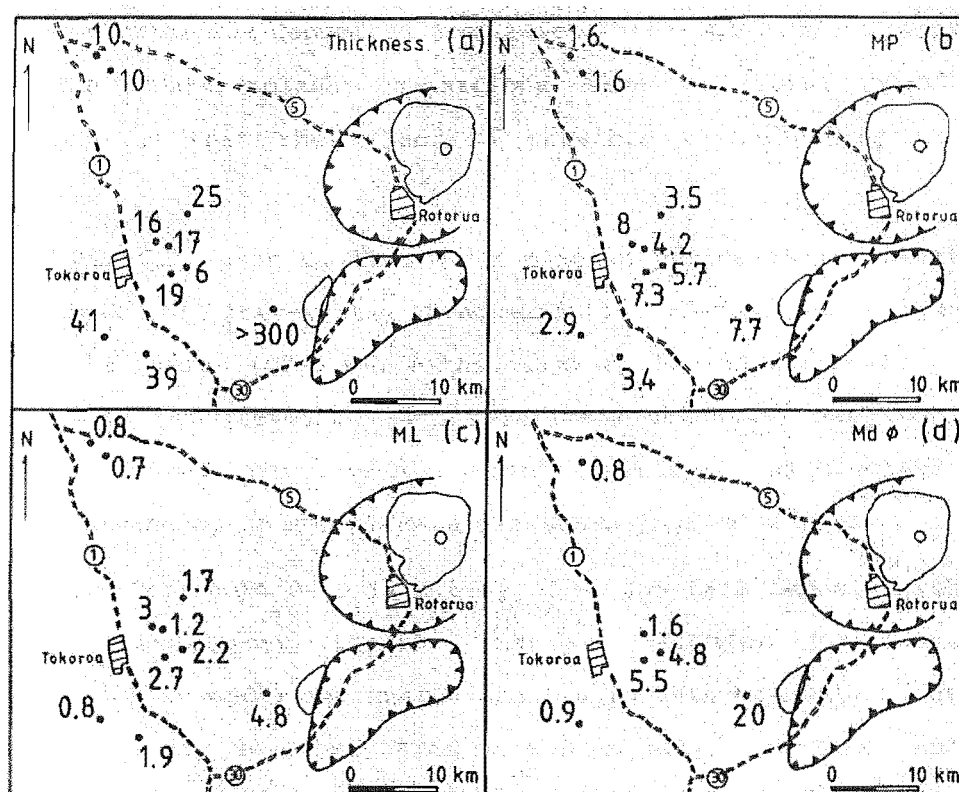 N
Thickness (a)
10
10
5
1
25
16
17
Rotorua
Tokoroa
6
19
>300
41
39
30
0 10 km
N
MP (b)
1.6
1.6
5
1
3.5
8
4.2
Rotorua
Tokoroa
5.7
7.3
7.7
2.9
3.4
30
0 10 km
N
ML (c)
0.8
0.7
5
1
1.7
3
1.2
Rotorua
Tokoroa
2.2
2.7
4.8
0.8
1.9
30
0 10 km
N
Md ø (d)
0.8
5
1
Rotorua
1.6
Tokoroa
4.8
5.5
20
0.9
30
0 10 km